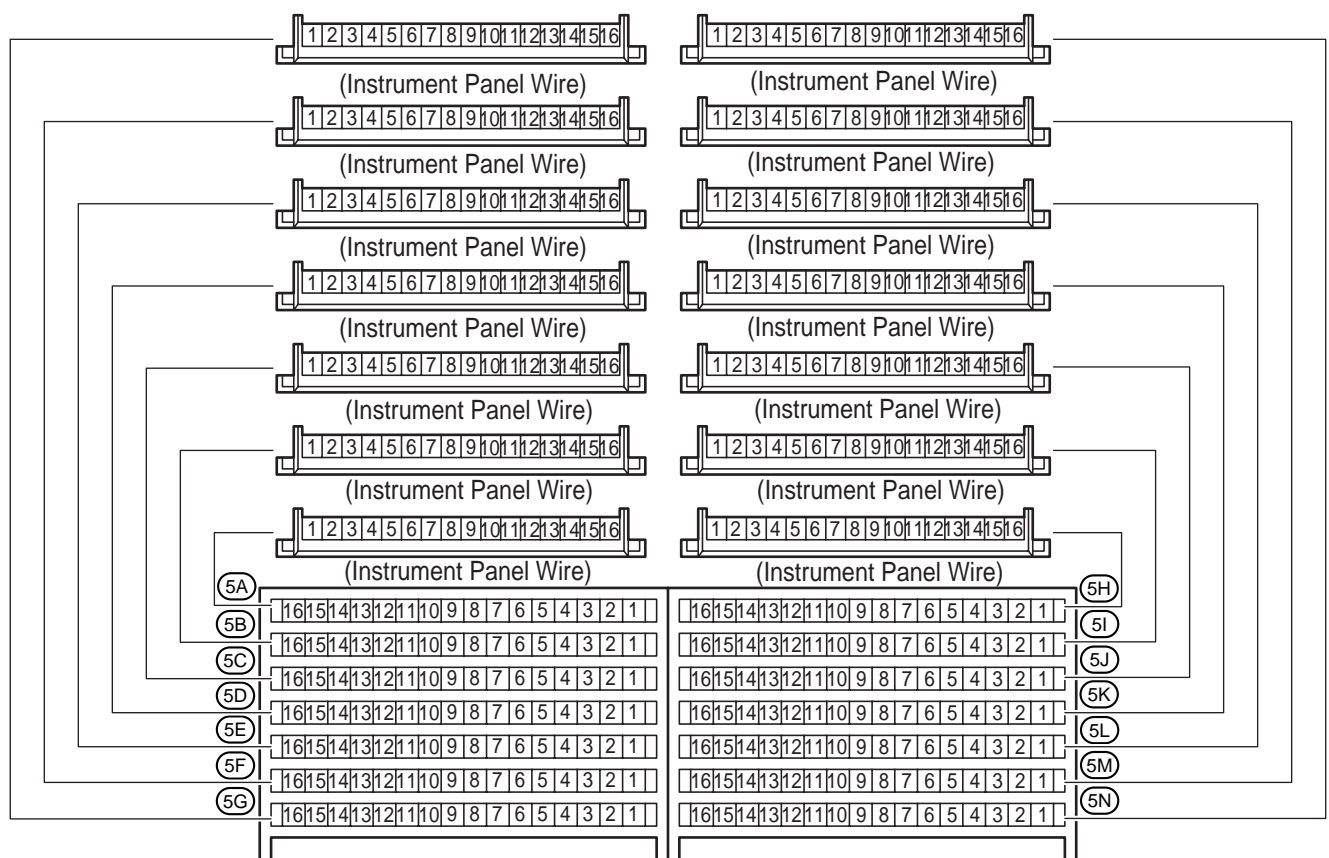 1 2 3 4 5 6 7 8 9 10 11 12 13 14 15 16 1 2 3 4 5 6 7 8 9 10 11 12 13 14 15 16
(Instrument Panel Wire) (Instrument Panel Wire)
1 2 3 4 5 6 7 8 9 10 11 12 13 14 15 16 1 2 3 4 5 6 7 8 9 10 11 12 13 14 15 16
(Instrument Panel Wire) (Instrument Panel Wire)
1 2 3 4 5 6 7 8 9 10 11 12 13 14 15 16 1 2 3 4 5 6 7 8 9 10 11 12 13 14 15 16
(Instrument Panel Wire) (Instrument Panel Wire)
1 2 3 4 5 6 7 8 9 10 11 12 13 14 15 16 1 2 3 4 5 6 7 8 9 10 11 12 13 14 15 16
(Instrument Panel Wire) (Instrument Panel Wire)
1 2 3 4 5 6 7 8 9 10 11 12 13 14 15 16 1 2 3 4 5 6 7 8 9 10 11 12 13 14 15 16
(Instrument Panel Wire) (Instrument Panel Wire)
1 2 3 4 5 6 7 8 9 10 11 12 13 14 15 16 1 2 3 4 5 6 7 8 9 10 11 12 13 14 15 16
(Instrument Panel Wire) (Instrument Panel Wire)
1 2 3 4 5 6 7 8 9 10 11 12 13 14 15 16 1 2 3 4 5 6 7 8 9 10 11 12 13 14 15 16
(Instrument Panel Wire) (Instrument Panel Wire)
5A 5H
16 15 14 13 12 11 10 9 8 7 6 5 4 3 2 1 16 15 14 13 12 11 10 9 8 7 6 5 4 3 2 1
5B 5I
16 15 14 13 12 11 10 9 8 7 6 5 4 3 2 1 16 15 14 13 12 11 10 9 8 7 6 5 4 3 2 1
5C 5J
16 15 14 13 12 11 10 9 8 7 6 5 4 3 2 1 16 15 14 13 12 11 10 9 8 7 6 5 4 3 2 1
5D 5K
16 15 14 13 12 11 10 9 8 7 6 5 4 3 2 1 16 15 14 13 12 11 10 9 8 7 6 5 4 3 2 1
5E 5L
16 15 14 13 12 11 10 9 8 7 6 5 4 3 2 1 16 15 14 13 12 11 10 9 8 7 6 5 4 3 2 1
5F 5M
16 15 14 13 12 11 10 9 8 7 6 5 4 3 2 1 16 15 14 13 12 11 10 9 8 7 6 5 4 3 2 1
5G 5N
16 15 14 13 12 11 10 9 8 7 6 5 4 3 2 1 16 15 14 13 12 11 10 9 8 7 6 5 4 3 2 1